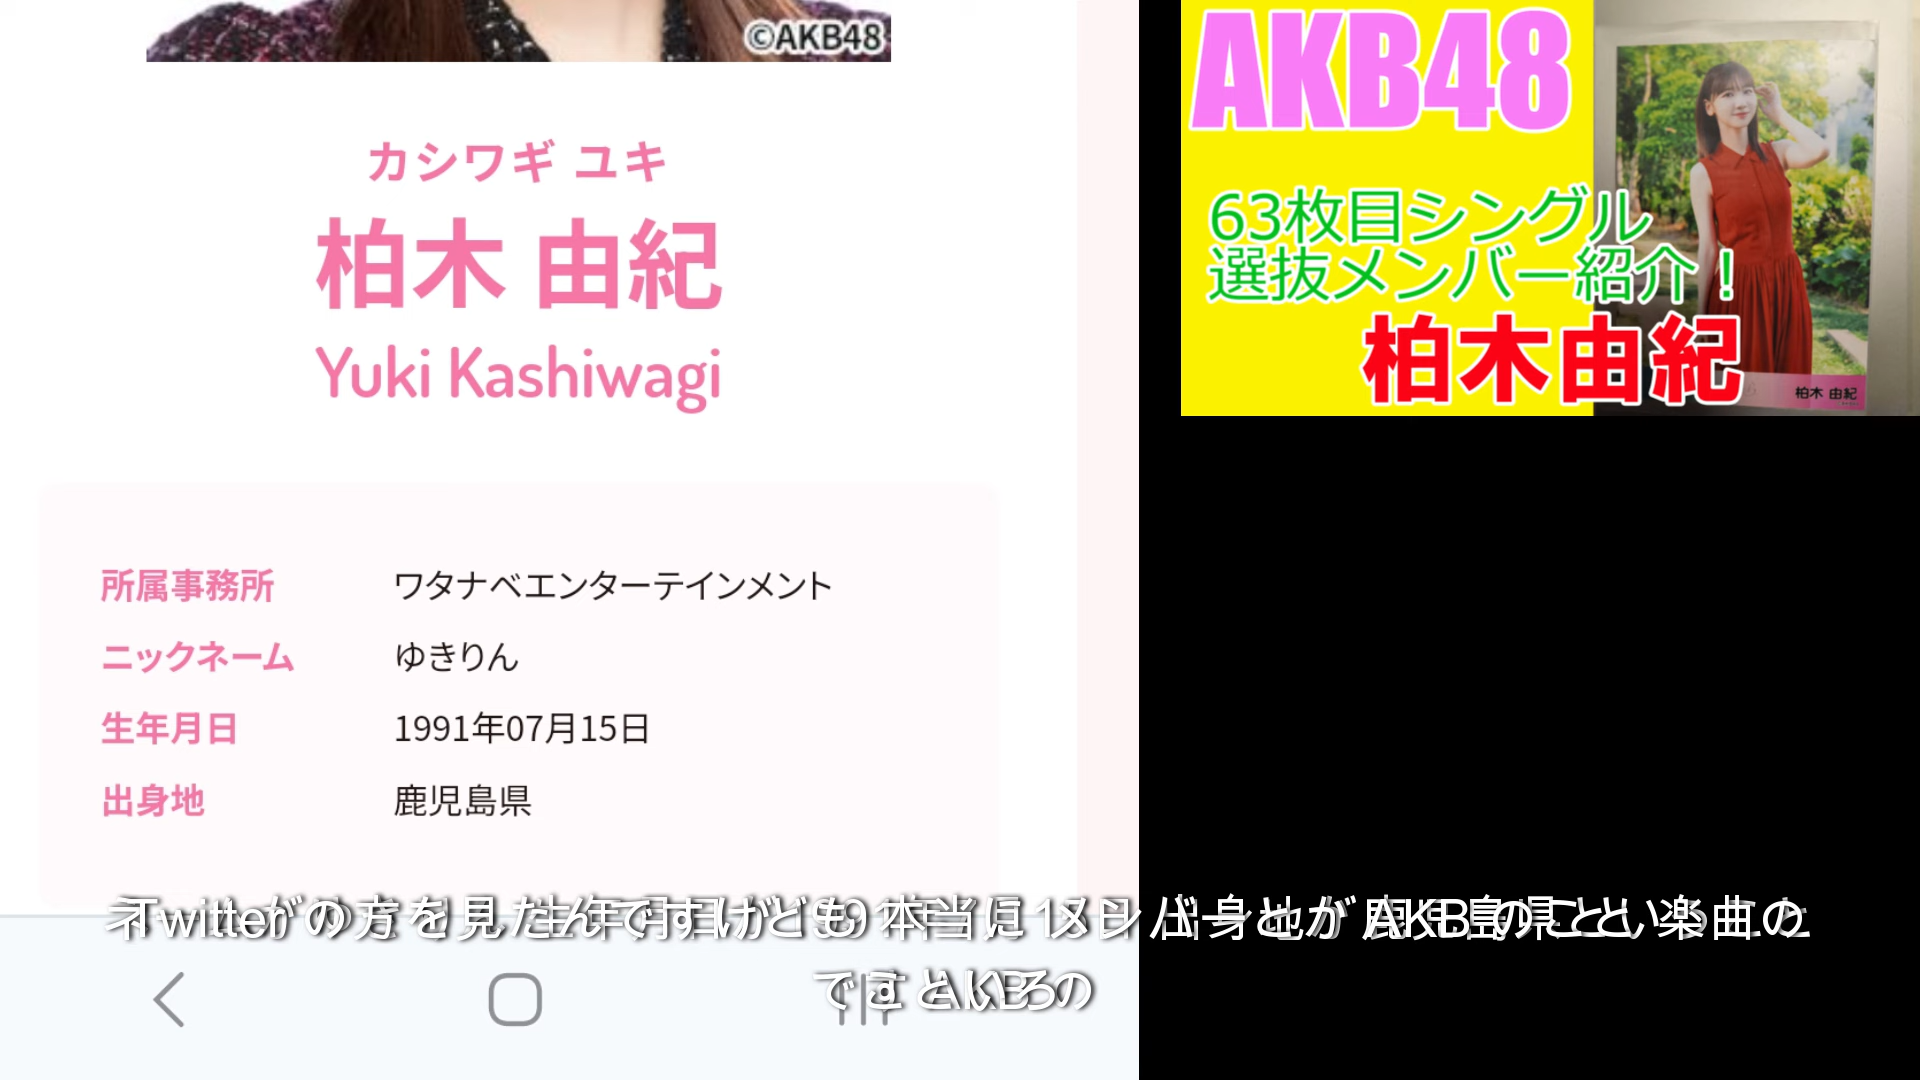 ©AKB48
カシワギ ユキ
柏木 由紀
Yuki Kashiwagi
所属事務所 ワタナベエンターテインメント
ニックネーム ゆきりん
生年月日 1991年07月15日
出身地 鹿児島県
AKB48
63枚目シングル
選抜メンバー紹介！
柏木由紀
柏木 由紀